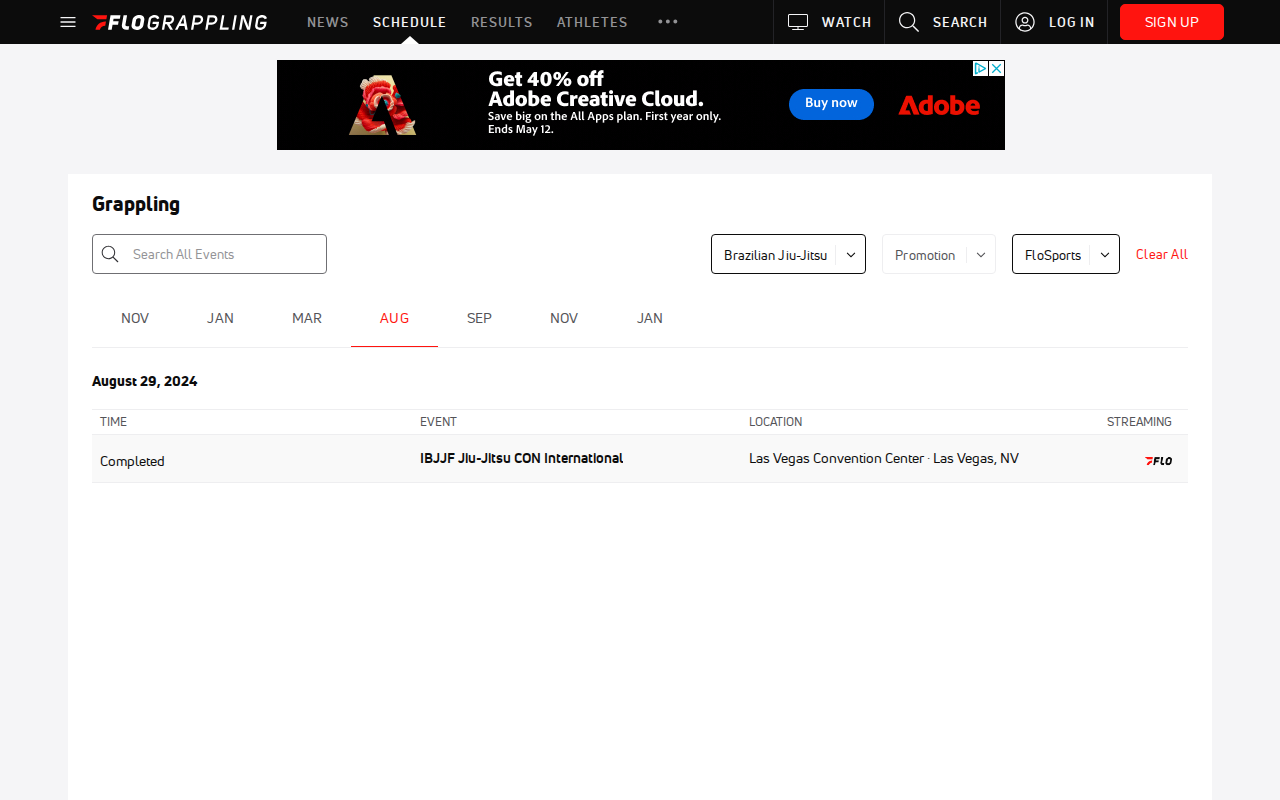 FLOGRAPPLING NEWS SCHEDULE RESULTS ATHLETES WATCH SEARCH LOG IN SIGN UP
Get 40% off
Adobe Creative Cloud.
Save big on the All Apps plan. First year only.
Ends May 12.
Buy now
Adobe
Grappling
Search All Events Brazilian Jiu-Jitsu Promotion FloSports Clear All
NOV JAN MAR AUG SEP NOV JAN
August 29, 2024
TIME EVENT LOCATION STREAMING
Completed IBJJF Jiu-Jitsu CON International Las Vegas Convention Center · Las Vegas, NV FLO